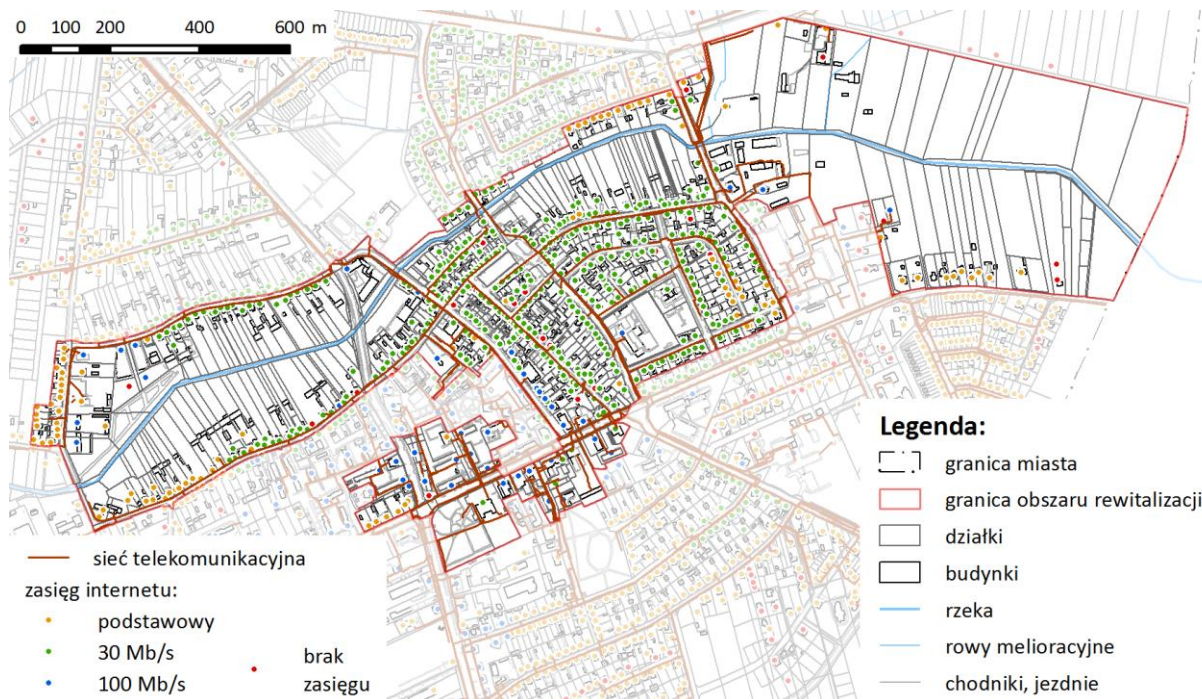 0 100 200 400 600 m
Legenda:
granica miasta
granica obszaru rewitalizacji
działki
budynki
rzeka
rowy melioracyjne
chodniki, jezdnie
sieć telekomunikacyjna
zasięg internetu:
podstawowy
30 Mb/s
100 Mb/s
brak
zasięgu